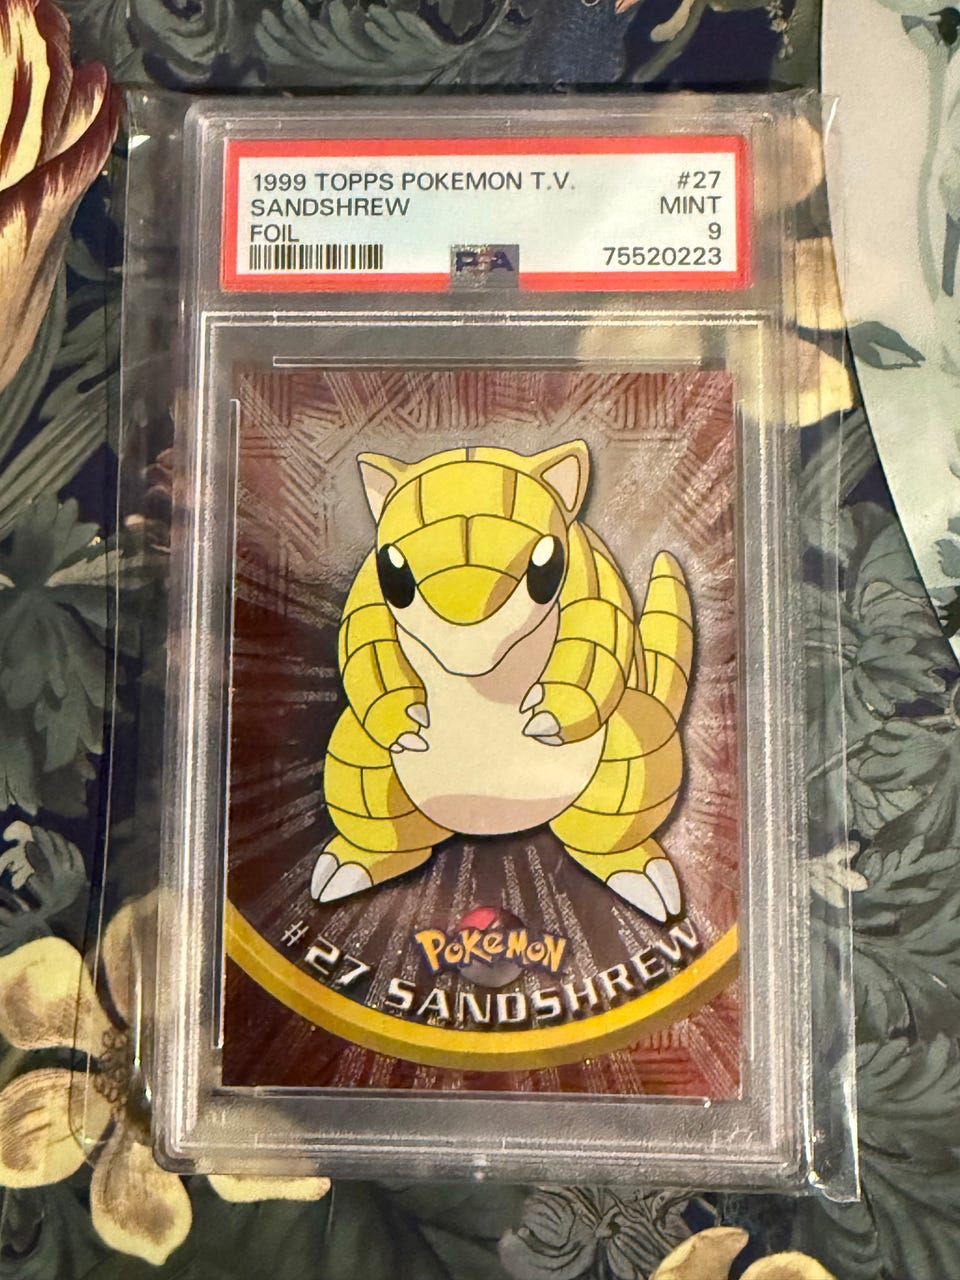 1999 TOPPS POKEMON T.V. #27
SANDSHREW MINT
FOIL 9
PSA 75520223
POKéMON
#27 SANDSHREW